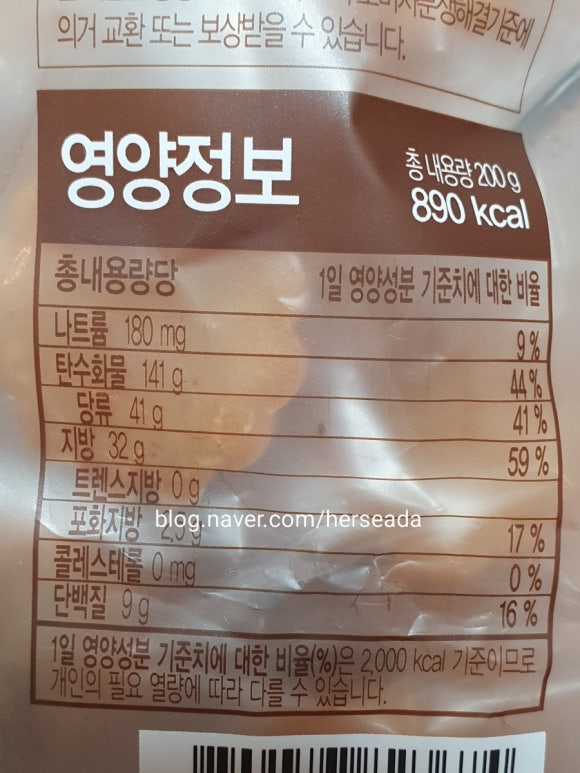 의거 교환 또는 보상받을 수 있습니다.
영양정보
총 내용량 200 g
890 kcal
총내용량당 1일 영양성분 기준치에 대한 비율
나트륨 180 mg 9 %
탄수화물 141 g 44 %
당류 41 g 41 %
지방 32 g 59 %
트랜스지방 0 g
포화지방 2.5 g 17 %
콜레스테롤 0 mg 0 %
단백질 9 g 16 %
blog.naver.com/herseada
1일 영양성분 기준치에 대한 비율(%)은 2,000 kcal 기준이므로
개인의 필요 열량에 따라 다를 수 있습니다.